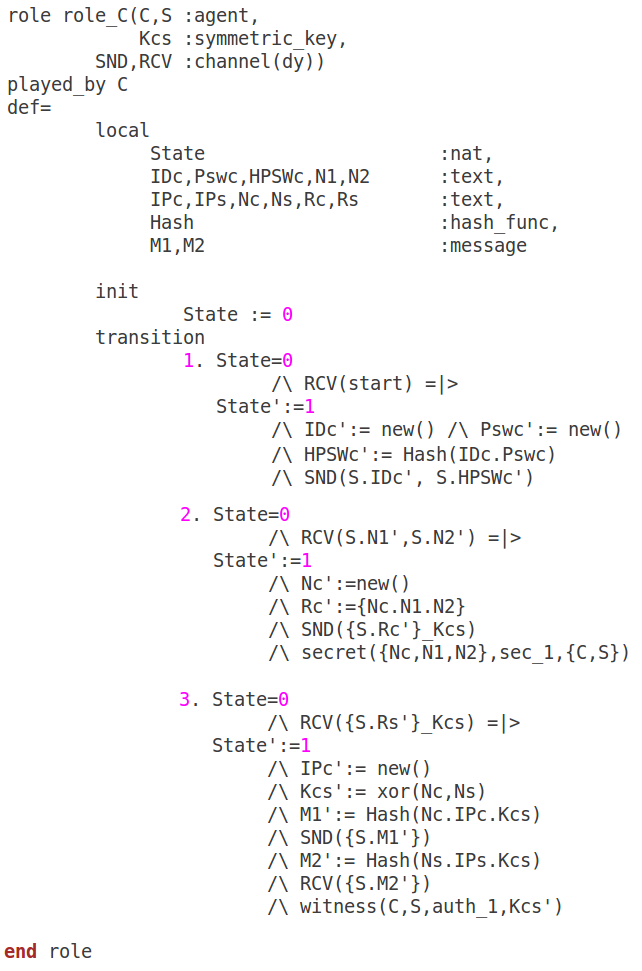 role role_C(C,S :agent,
            Kcs :symmetric_key,
        SND,RCV :channel(dy))
played_by C
def=
        local
             State                     :nat,
             IDc,Pswc,HPSWc,N1,N2      :text,
             IPc,IPs,Nc,Ns,Rc,Rs       :text,
             Hash                      :hash_func,
             M1,M2                     :message
        init
                State := 0
        transition
                1. State=0
                        /\ RCV(start) =|>
                   State':=1
                        /\ IDc':= new() /\ Pswc':= new()
                        /\ HPSWc':= Hash(IDc.Pswc)
                        /\ SND(S.IDc', S.HPSWc')
                2. State=0
                        /\ RCV(S.N1',S.N2') =|>
                   State':=1
                        /\ Nc':=new()
                        /\ Rc':={Nc.N1.N2}
                        /\ SND({S.Rc'}_Kcs)
                        /\ secret({Nc,N1,N2},sec_1,{C,S})
                3. State=0
                        /\ RCV({S.Rs'}_Kcs) =|>
                   State':=1
                        /\ IPc':= new()
                        /\ Kcs':= xor(Nc,Ns)
                        /\ M1':= Hash(Nc.IPc.Kcs)
                        /\ SND({S.M1'})
                        /\ M2':= Hash(Ns.IPs.Kcs)
                        /\ RCV({S.M2'})
                        /\ witness(C,S,auth_1,Kcs')
end role